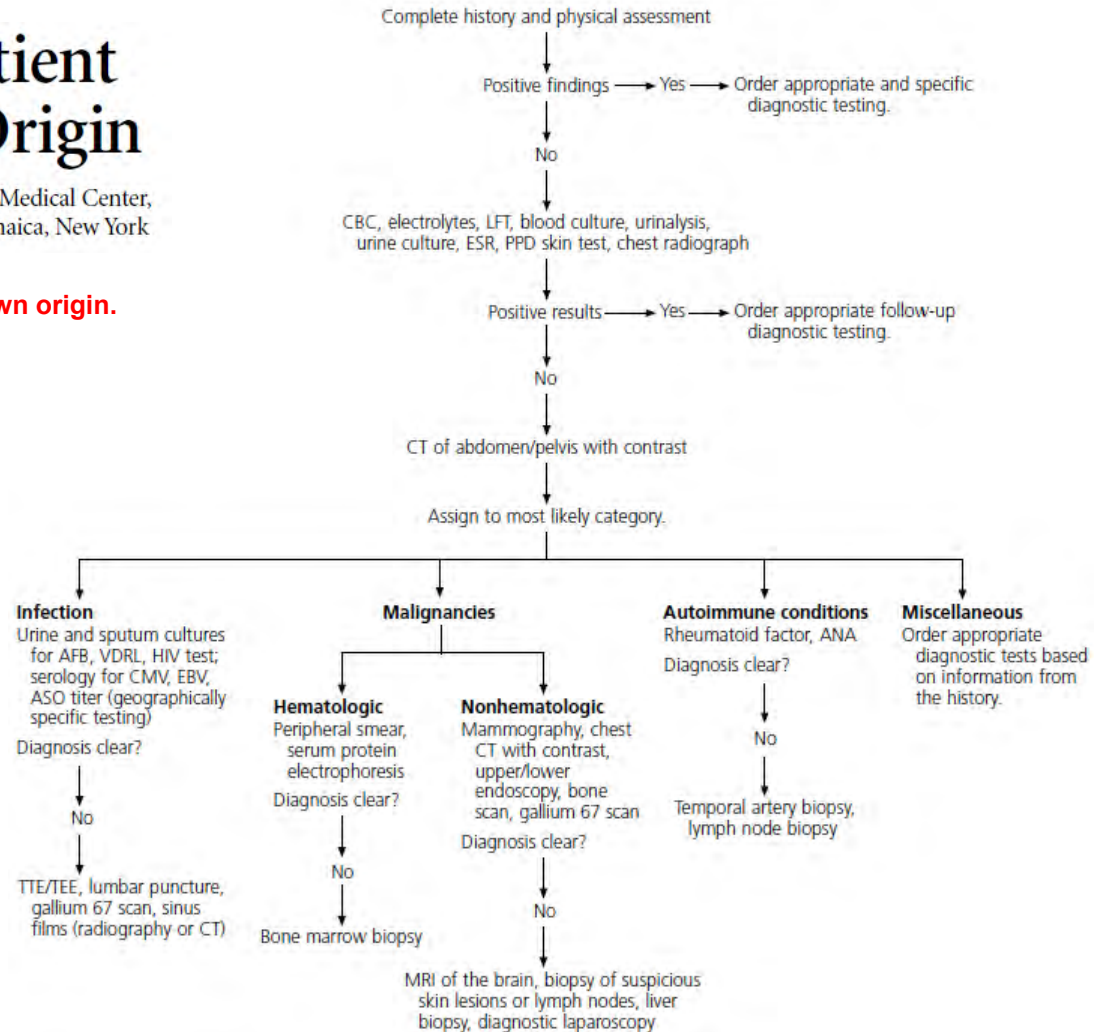 tient
Origin
Medical Center,
naica, New York
wn origin.
Complete history and physical assessment
Positive findings
Yes
Order appropriate and specific
diagnostic testing.
No
CBC, electrolytes, LFT, blood culture, urinalysis,
urine culture, ESR, PPD skin test, chest radiograph
Positive results
Yes
Order appropriate follow-up
diagnostic testing.
No
CT of abdomen/pelvis with contrast
Assign to most likely category.
Infection
Urine and sputum cultures
for AFB, VDRL, HIV test;
serology for CMV, EBV,
ASO titer (geographically
specific testing)
Diagnosis clear?
No
TTE/TEE, lumbar puncture,
gallium 67 scan, sinus
films (radiography or CT)
Malignancies
Hematologic
Peripheral smear,
serum protein
electrophoresis
Diagnosis clear?
No
Bone marrow biopsy
Nonhematologic
Mammography, chest
CT with contrast,
upper/lower
endoscopy, bone
scan, gallium 67 scan
Diagnosis clear?
No
MRI of the brain, biopsy of suspicious
skin lesions or lymph nodes, liver
biopsy, diagnostic laparoscopy
Autoimmune conditions
Rheumatoid factor, ANA
Diagnosis clear?
No
Temporal artery biopsy,
lymph node biopsy
Miscellaneous
Order appropriate
diagnostic tests based
on information from
the history.